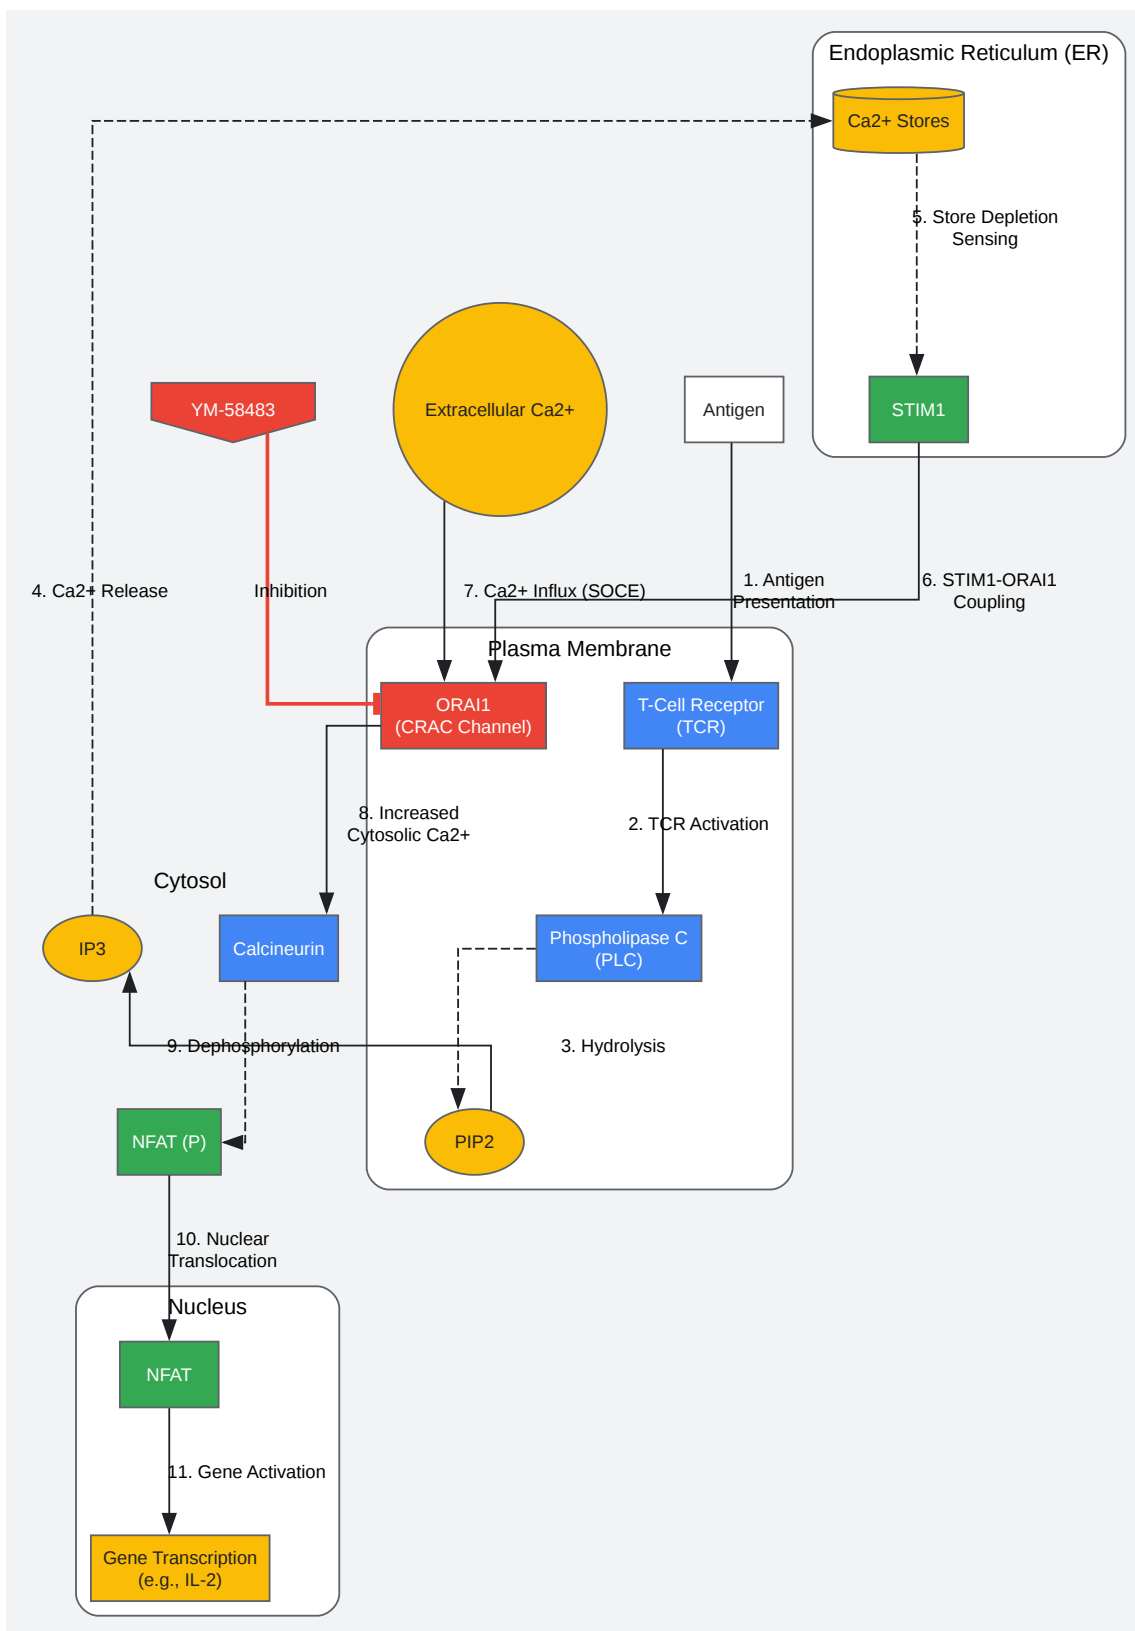 Endoplasmic Reticulum (ER)
Ca2+ Stores
5. Store Depletion
Sensing
YM-58483
Extracellular Ca2+
Antigen
STIM1
4. Ca2+ Release
Inhibition
7. Ca2+ Influx (SOCE)
1. Antigen
Presentation
6. STIM1-ORAI1
Coupling
Plasma Membrane
ORAI1
(CRAC Channel)
T-Cell Receptor
(TCR)
8. Increased
Cytosolic Ca2+
2. TCR Activation
Cytosol
IP3
Calcineurin
Phospholipase C
(PLC)
9. Dephosphorylation
3. Hydrolysis
NFAT (P)
PIP2
10. Nuclear
Translocation
Nucleus
NFAT
11. Gene Activation
Gene Transcription
(e.g., IL-2)